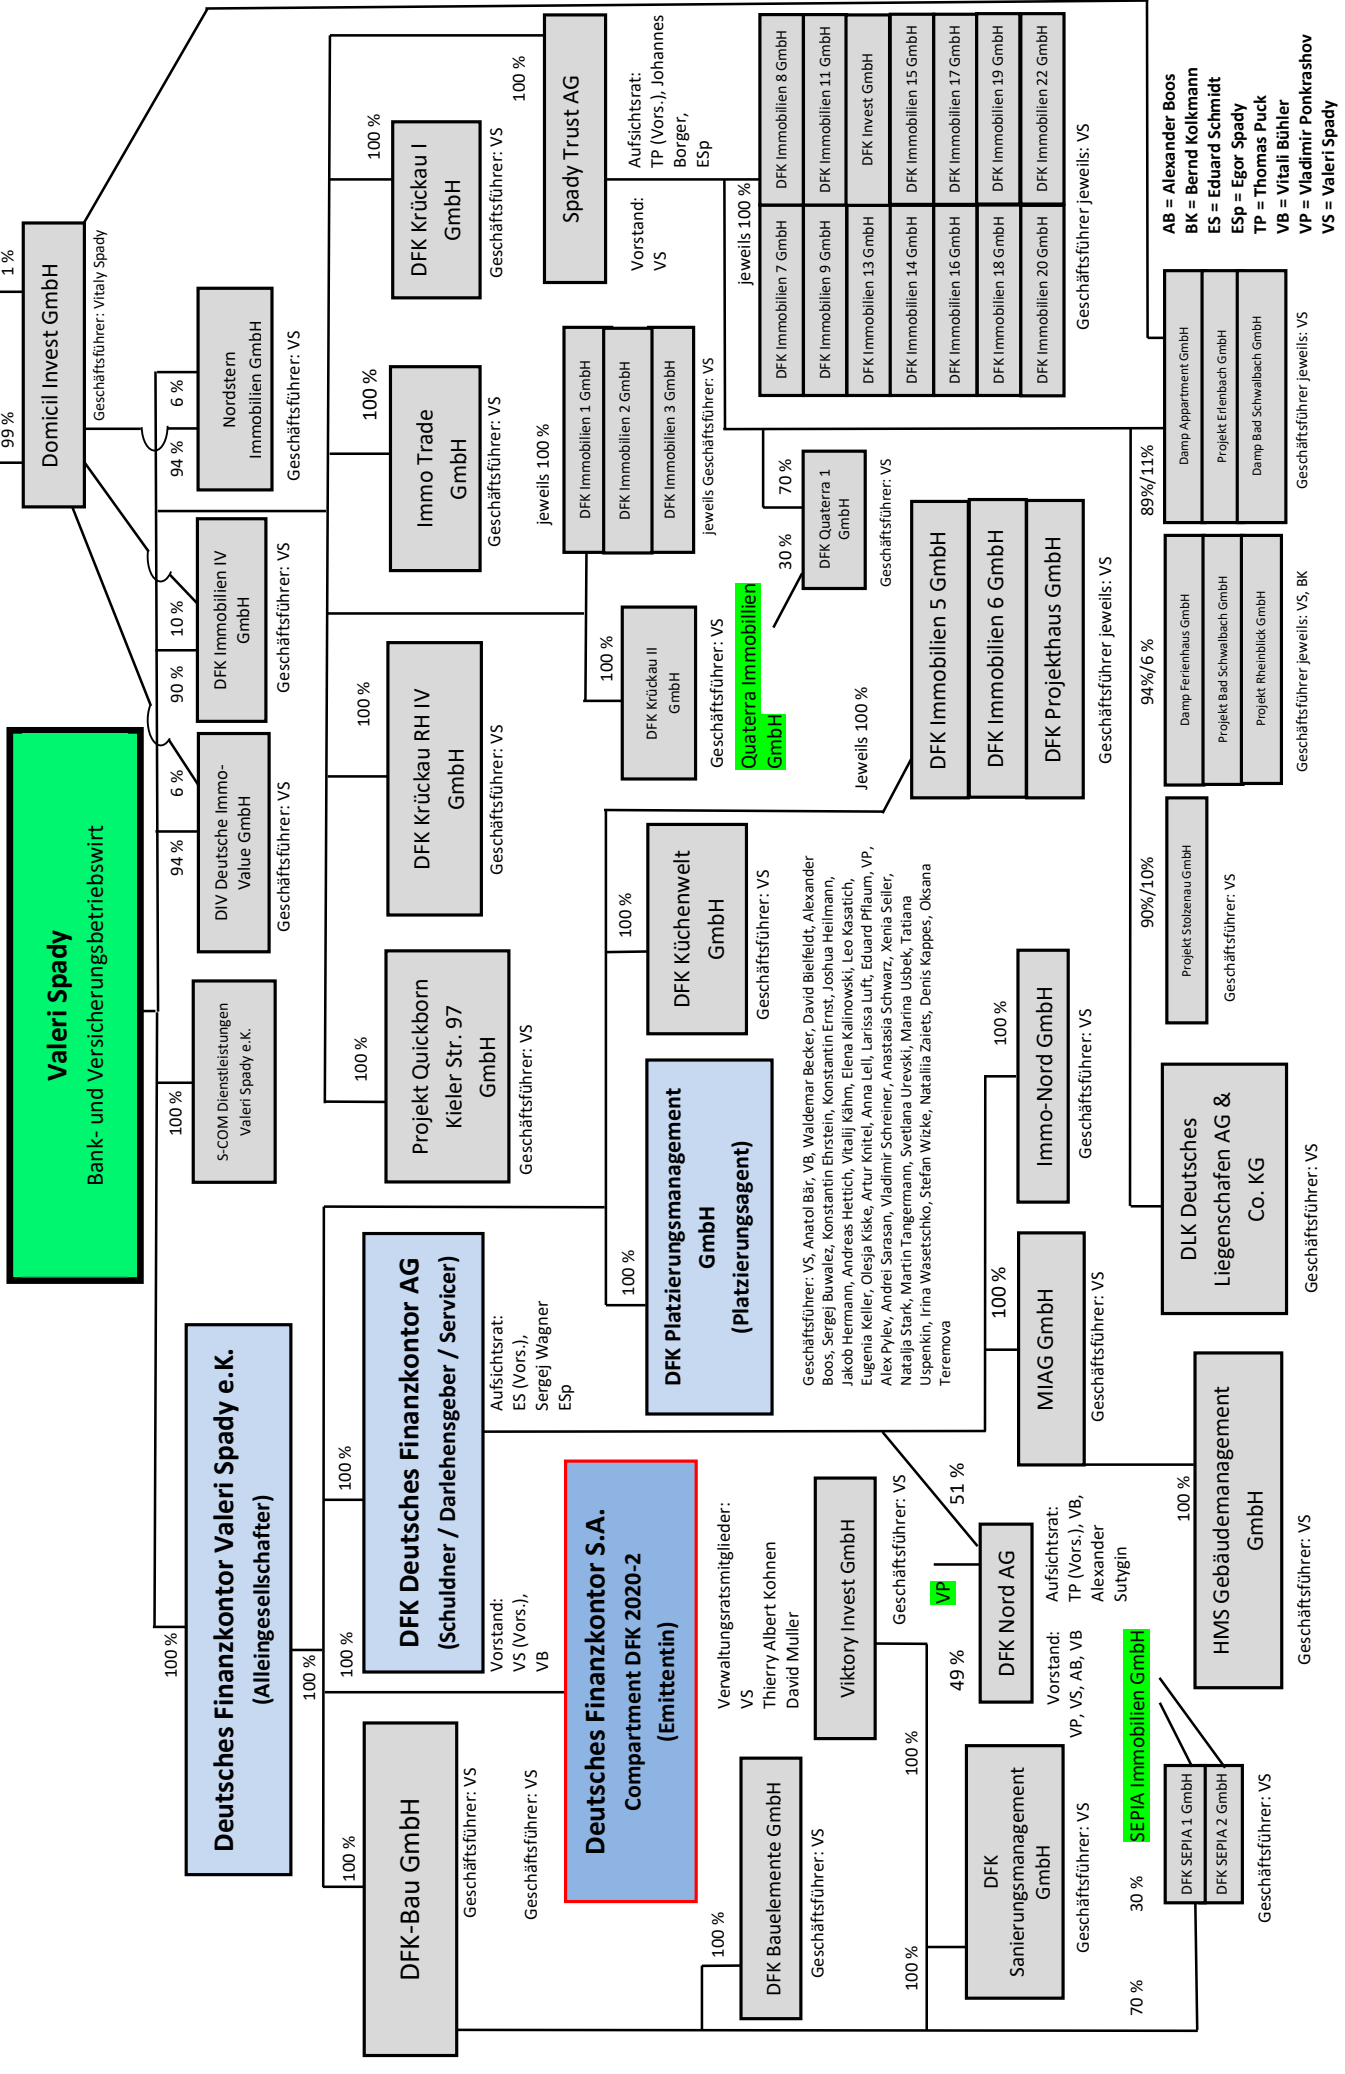 Valeri Spady
Bank- und Versicherungsbetriebswirt
99 %
1 %
Domicil Invest GmbH
Geschäftsführer: Vitaly Spady
100 %
Deutsches Finanzkontor Valeri Spady e.K.
(Alleingesellschafter)
100 %
S-COM Dienstleistungen
Valeri Spady e.K.
94 %
6 %
DIV Deutsche Immo-
Value GmbH
Geschäftsführer: VS
90 %
10 %
DFK Immobilien IV
GmbH
Geschäftsführer: VS
94 %
6 %
Nordstern
Immobilien GmbH
Geschäftsführer: VS
100 %
100 %
DFK-Bau GmbH
Geschäftsführer: VS
Geschäftsführer: VS
100 %
100 %
DFK Deutsches Finanzkontor AG
(Schuldner / Darlehensgeber / Servicer)
Vorstand:
VS (Vors.),
VB
Aufsichtsrat:
ES (Vors.),
Sergej Wagner
ESp
100 %
Projekt Quickborn
Kieler Str. 97
GmbH
Geschäftsführer: VS
100 %
DFK Krückau RH IV
GmbH
Geschäftsführer: VS
100 %
Immo Trade
GmbH
Geschäftsführer: VS
100 %
DFK Krückau I
GmbH
Geschäftsführer: VS
100 %
Spady Trust AG
Vorstand:
VS
Aufsichtsrat:
TP (Vors.), Johannes
Borger,
ESp
Deutsches Finanzkontor S.A.
Compartment DFK 2020-2
(Emittentin)
Verwaltungsratsmitglieder:
VS
Thierry Albert Kohnen
David Muller
100 %
DFK Platzierungsmanagement
GmbH
(Platzierungsagent)
Geschäftsführer: VS, Anatol Bär, VB, Waldemar Becker, David Bielfeldt, Alexander
Boos, Sergej Buwalez, Konstantin Ehrstein, Konstantin Ernst, Joshua Heilmann,
Jakob Hermann, Andreas Hettich, Vitalij Kähn, Elena Kalinowski, Leo Kasatich,
Eugenia Keller, Olesja Kiske, Artur Knitel, Anna Lell, Larissa Luft, Eduard Pflaum, VP,
Alex Pylev, Andrei Sarasan, Vladimir Schreiner, Anastasia Schwarz, Xenia Seiler,
Natalja Stark, Martin Tangermann, Svetlana Urevski, Marina Usbek, Tatiana
Uspenkin, Irina Wasetschko, Stefan Wizke, Nataliia Zaiets, Denis Kappes, Oksana
Teremova
100 %
DFK Küchenwelt
GmbH
Geschäftsführer: VS
100 %
DFK Krückau II
GmbH
Geschäftsführer: VS
jeweils 100 %
DFK Immobilien 1 GmbH
DFK Immobilien 2 GmbH
DFK Immobilien 3 GmbH
jeweils Geschäftsführer: VS
Quaterra Immobillien
GmbH
30 %
70 %
DFK Quaterra 1
GmbH
Geschäftsführer: VS
jeweils 100 %
DFK Immobilien 7 GmbH
DFK Immobilien 8 GmbH
DFK Immobilien 9 GmbH
DFK Immobilien 11 GmbH
DFK Immobilien 13 GmbH
DFK Invest GmbH
DFK Immobilien 14 GmbH
DFK Immobilien 15 GmbH
DFK Immobilien 16 GmbH
DFK Immobilien 17 GmbH
DFK Immobilien 18 GmbH
DFK Immobilien 19 GmbH
DFK Immobilien 20 GmbH
DFK Immobilien 22 GmbH
Geschäftsführer jeweils: VS
Jeweils 100 %
DFK Immobilien 5 GmbH
DFK Immobilien 6 GmbH
DFK Projekthaus GmbH
Geschäftsführer jeweils: VS
100 %
DFK Bauelemente GmbH
Geschäftsführer: VS
Viktory Invest GmbH
Geschäftsführer: VS
100 %
100 %
DFK
Sanierungsmanagement
GmbH
Geschäftsführer: VS
VP
49 %
51 %
DFK Nord AG
Vorstand:
VP, VS, AB, VB
Aufsichtsrat:
TP (Vors.), VB,
Alexander
Sutygin
100 %
MIAG GmbH
Geschäftsführer: VS
100 %
Immo-Nord GmbH
Geschäftsführer: VS
70 %
30 %
SEPIA Immobilien GmbH
DFK SEPIA 1 GmbH
DFK SEPIA 2 GmbH
Geschäftsführer: VS
100 %
HMS Gebäudemanagement
GmbH
Geschäftsführer: VS
DLK Deutsches
Liegenschafen AG &
Co. KG
Geschäftsführer: VS
90%/10%
Projekt Stolzenau GmbH
Geschäftsführer: VS
94%/6 %
Damp Ferienhaus GmbH
Projekt Bad Schwalbach GmbH
Projekt Rheinblick GmbH
Geschäftsführer jeweils: VS, BK
89%/11%
Damp Appartment GmbH
Projekt Erlenbach GmbH
Damp Bad Schwalbach GmbH
Geschäftsführer jeweils: VS
AB = Alexander Boos
BK = Bernd Kolkmann
ES = Eduard Schmidt
ESp = Egor Spady
TP = Thomas Puck
VB = Vitali Bühler
VP = Vladimir Ponkrashov
VS = Valeri Spady